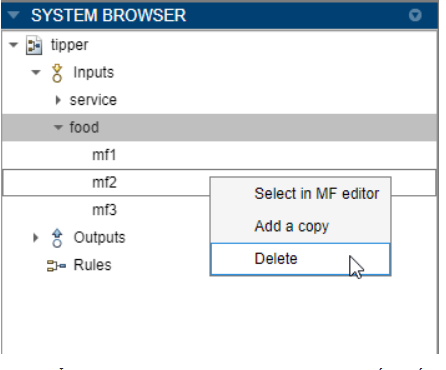 SYSTEM BROWSER
tipper
Inputs
service
food
mf1
mf2
mf3
Select in MF editor
Add a copy
Delete
Outputs
Rules